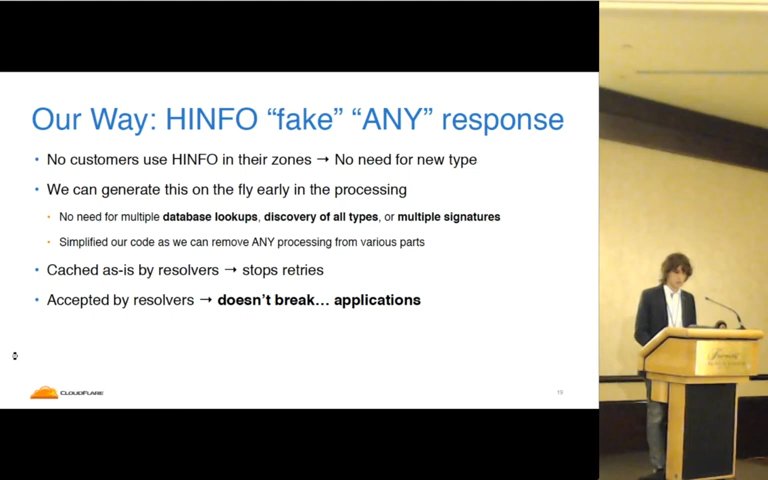 Our Way: HINFO “fake” “ANY” response
• No customers use HINFO in their zones → No need for new type
• We can generate this on the fly early in the processing
• No need for multiple database lookups, discovery of all types, or multiple signatures
• Simplified our code as we can remove ANY processing from various parts
• Cached as-is by resolvers → stops retries
• Accepted by resolvers → doesn’t break... applications
CLOUDFLARE
19
Fairmont